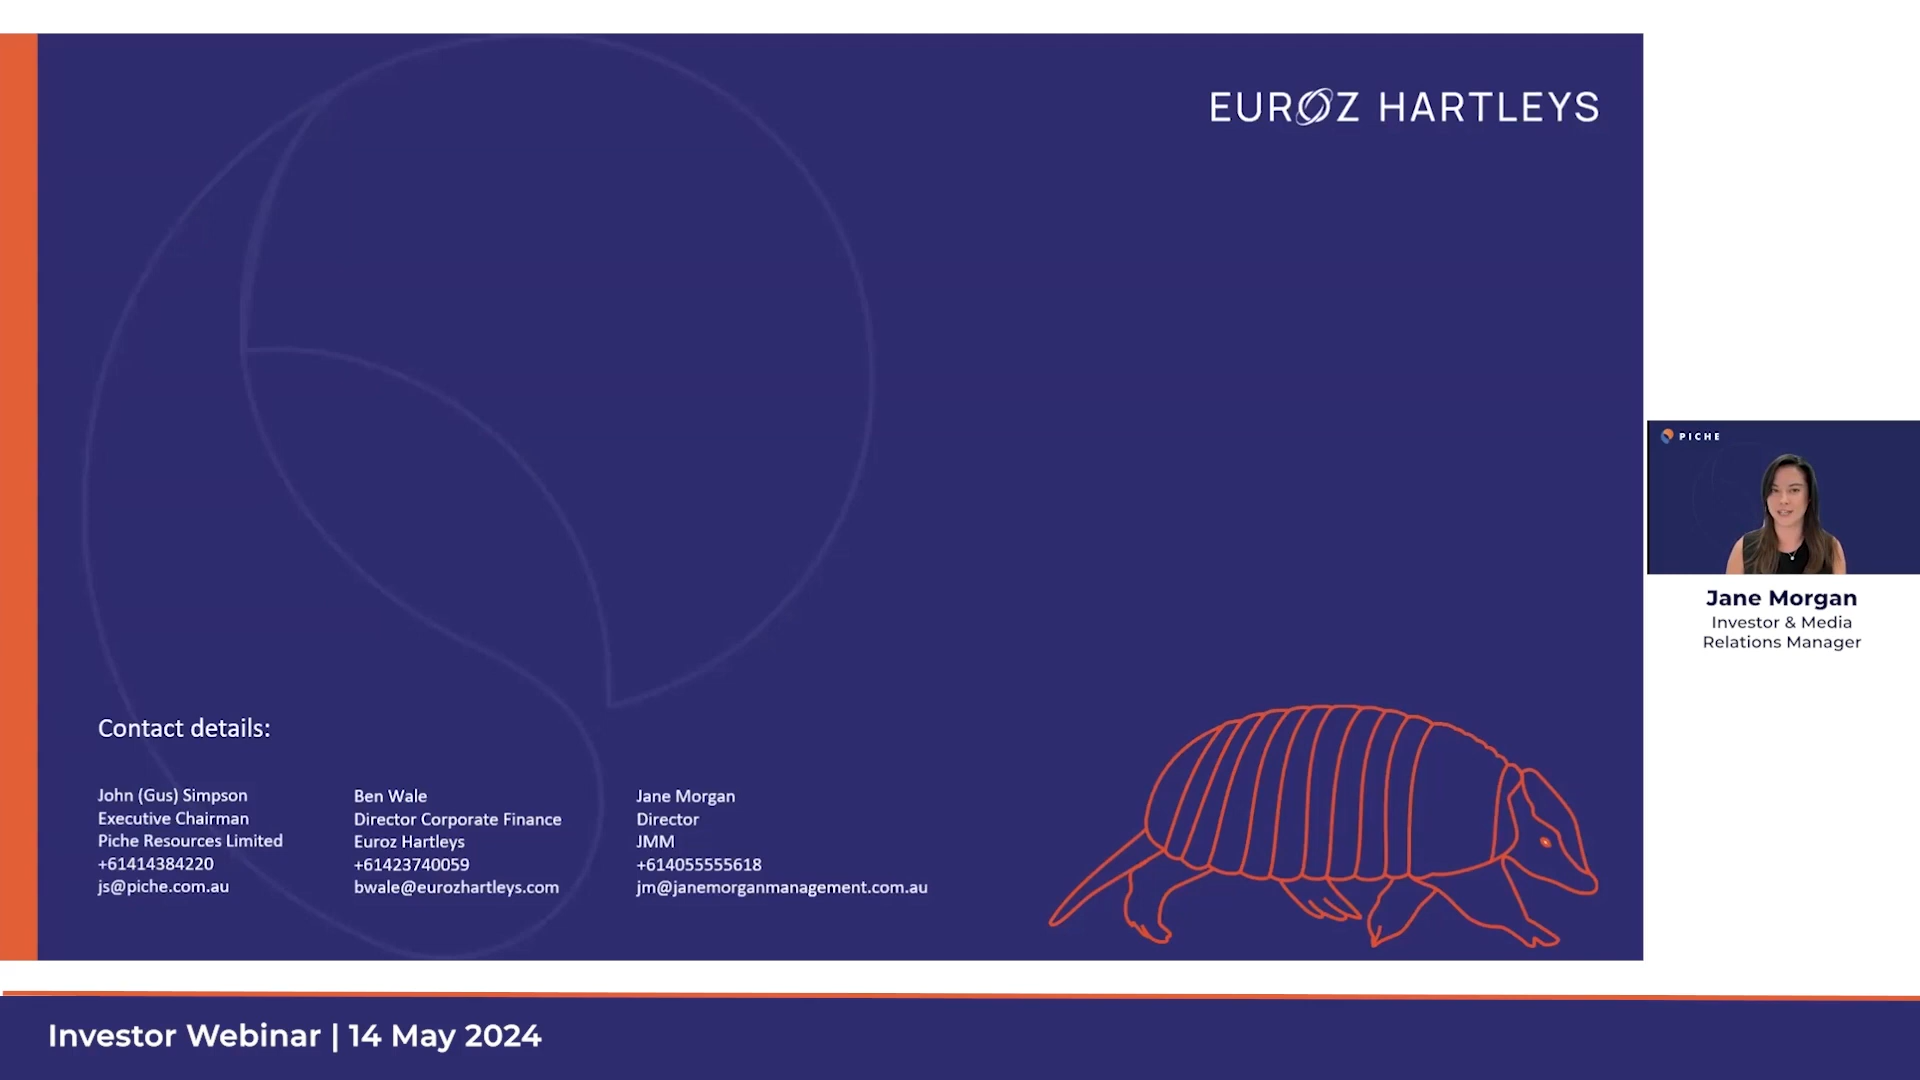 EUROZ HARTLEYS
PICHE
Jane Morgan
Investor & Media
Relations Manager
Contact details:
John (Gus) Simpson
Executive Chairman
Piche Resources Limited
+61414384220
js@piche.com.au
Ben Wale
Director Corporate Finance
Euroz Hartleys
+61423740059
bwale@eurozhartleys.com
Jane Morgan
Director
JMM
+614055555618
jm@janemorganmanagement.com.au
Investor Webinar | 14 May 2024